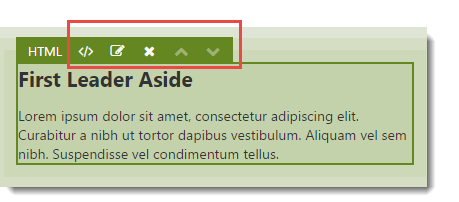 HTML
First Leader Aside
Lorem ipsum dolor sit amet, consectetur adipiscing elit.
Curabitur a nibh ut tortor dapibus vestibulum. Aliquam vel sem
nibh. Suspendisse vel condimentum tellus.